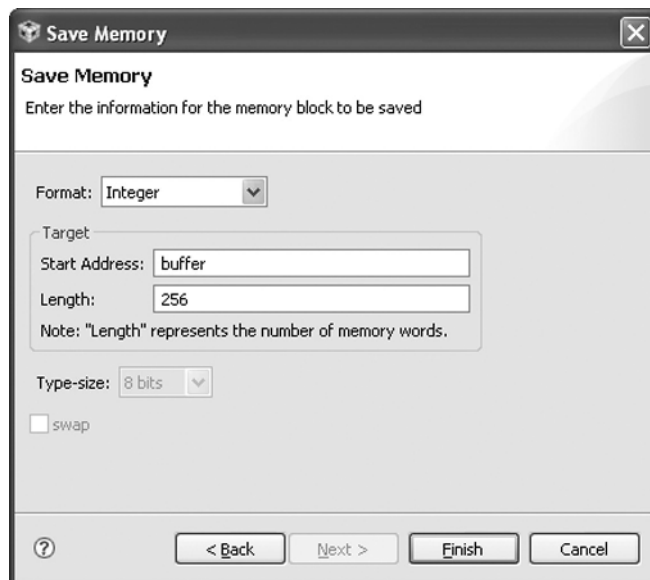 Save Memory
Save Memory
Enter the information for the memory block to be saved
Format: Integer
Target
Start Address: buffer
Length: 256
Note: "Length" represents the number of memory words.
Type-size: 8 bits
swap
? < Back Next > Finish Cancel